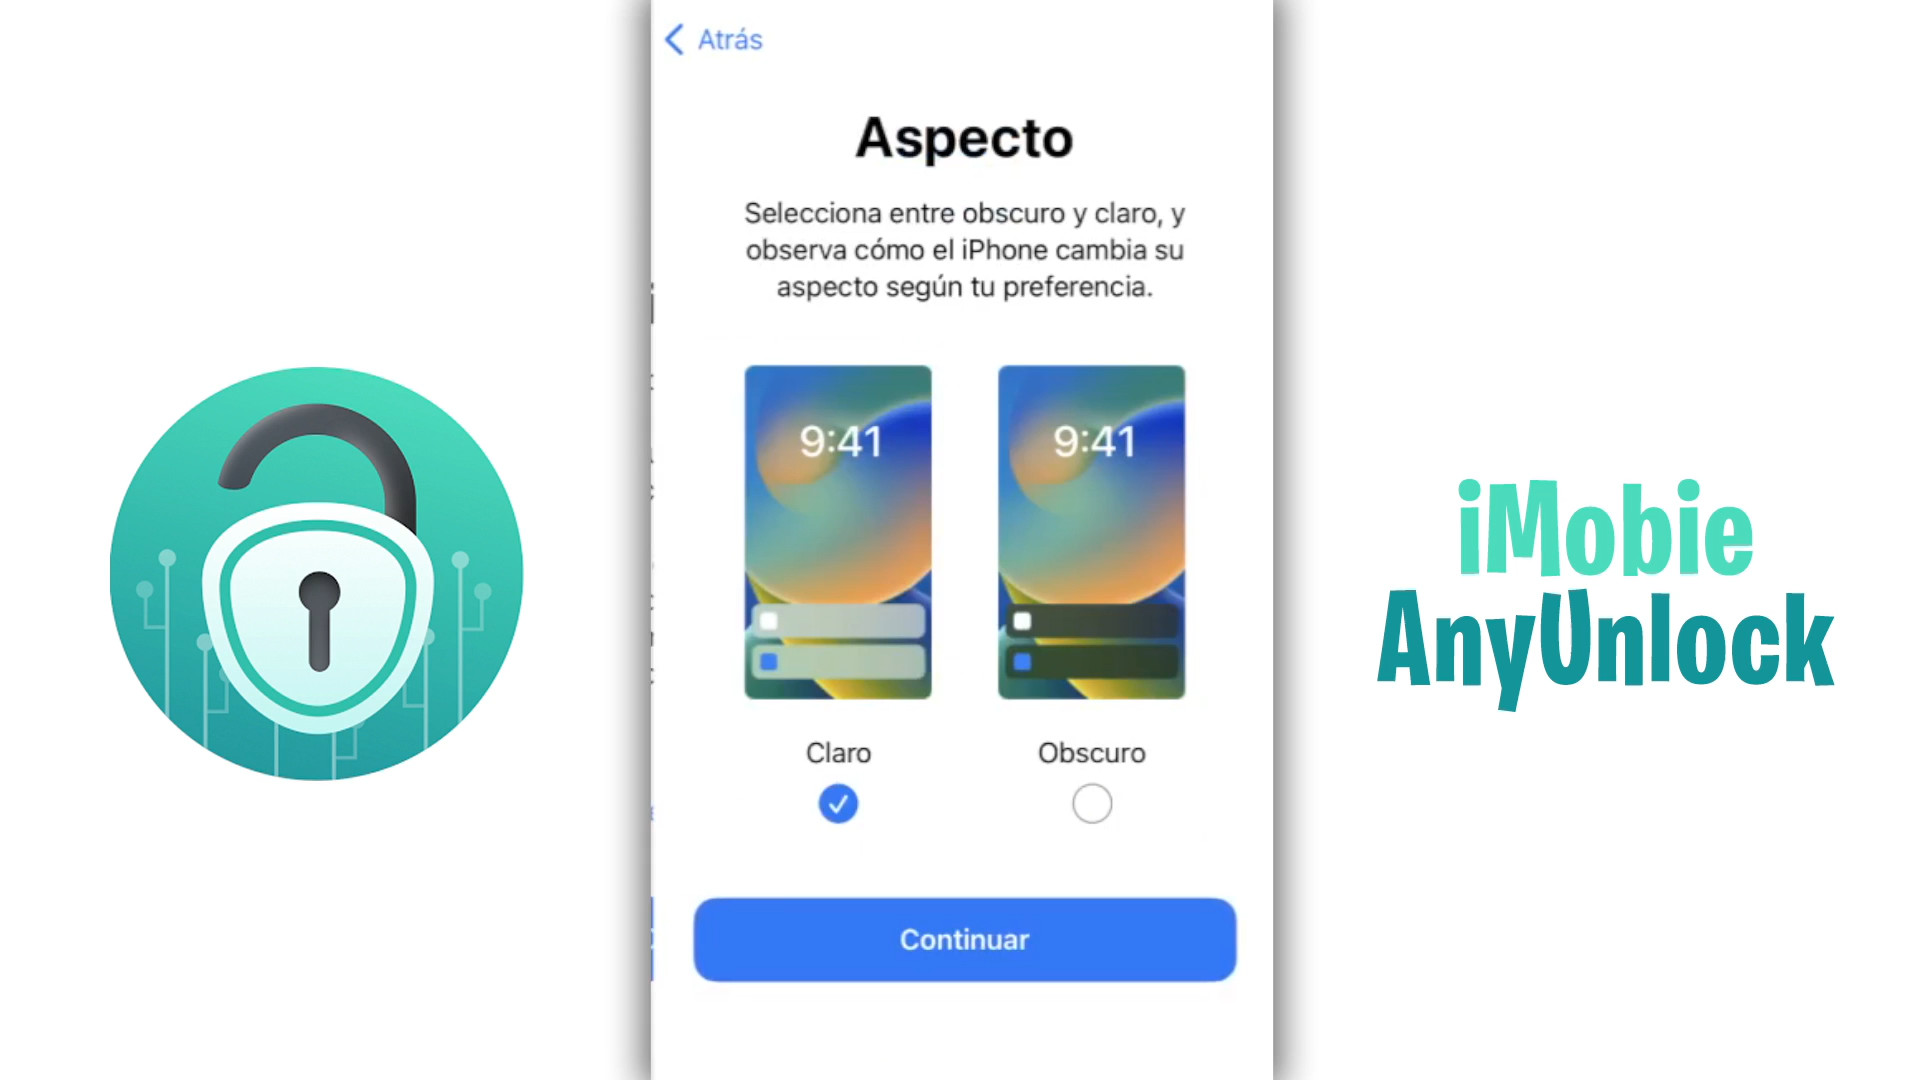 Atrás
Aspecto
Selecciona entre obscuro y claro, y
observa cómo el iPhone cambia su
aspecto según tu preferencia.
9:41
9:41
Claro
Obscuro
Continuar
iMobie
AnyUnlock